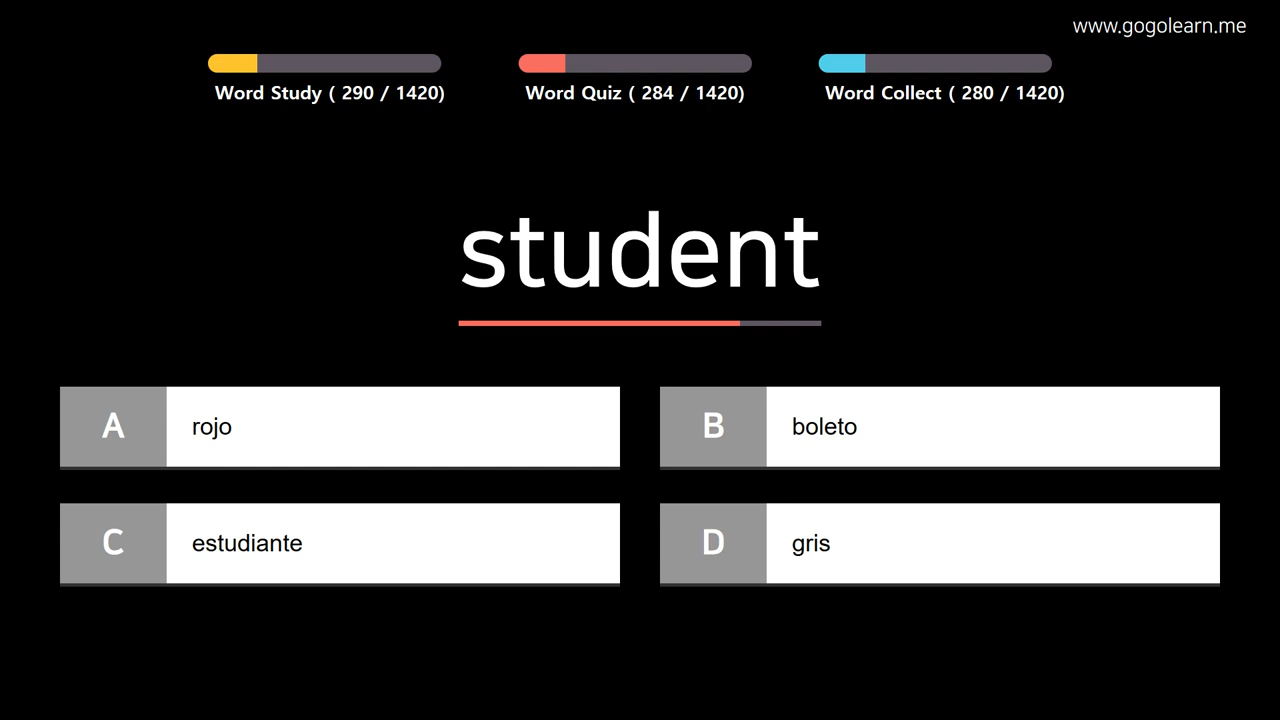 www.gogolearn.me
Word Study ( 290 / 1420)
Word Quiz ( 284 / 1420)
Word Collect ( 280 / 1420)
student
A
rojo
B
boleto
C
estudiante
D
gris